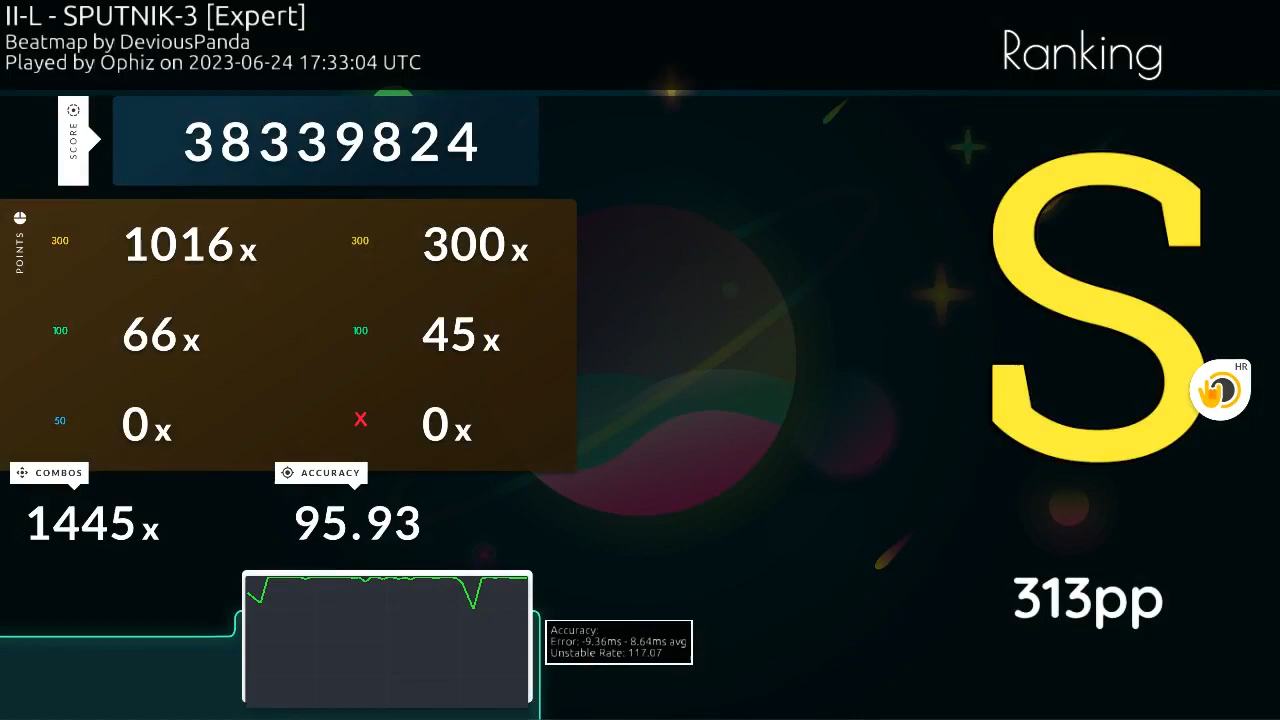 II-L - SPUTNIK-3 [Expert]
Beatmap by DeviousPanda
Played by Ophiz on 2023-06-24 17:33:04 UTC
Ranking
SCORE
38339824
POINTS
300 1016x 300 300x
100 66x 100 45x
50 0x X 0x
COMBOS
ACCURACY
1445x
95.93
HR
313pp
Accuracy:
Error: -9.36ms - 8.64ms avg
Unstable Rate: 117.07
S